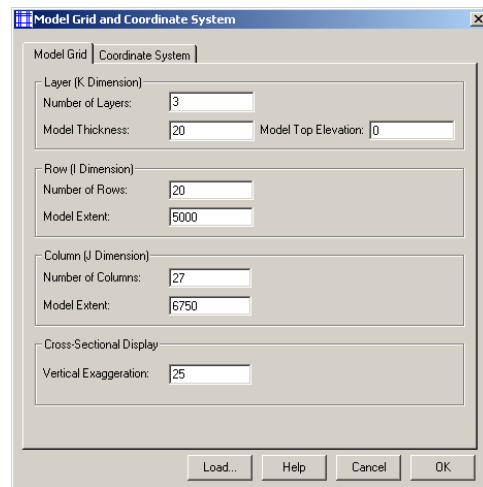 Model Grid and Coordinate System
Model Grid Coordinate System
Layer (K Dimension)
Number of Layers: 3
Model Thickness: 20 Model Top Elevation: 0
Row (I Dimension)
Number of Rows: 20
Model Extent: 5000
Column (J Dimension)
Number of Columns: 27
Model Extent: 6750
Cross-Sectional Display
Vertical Exaggeration: 25
Load... Help Cancel OK